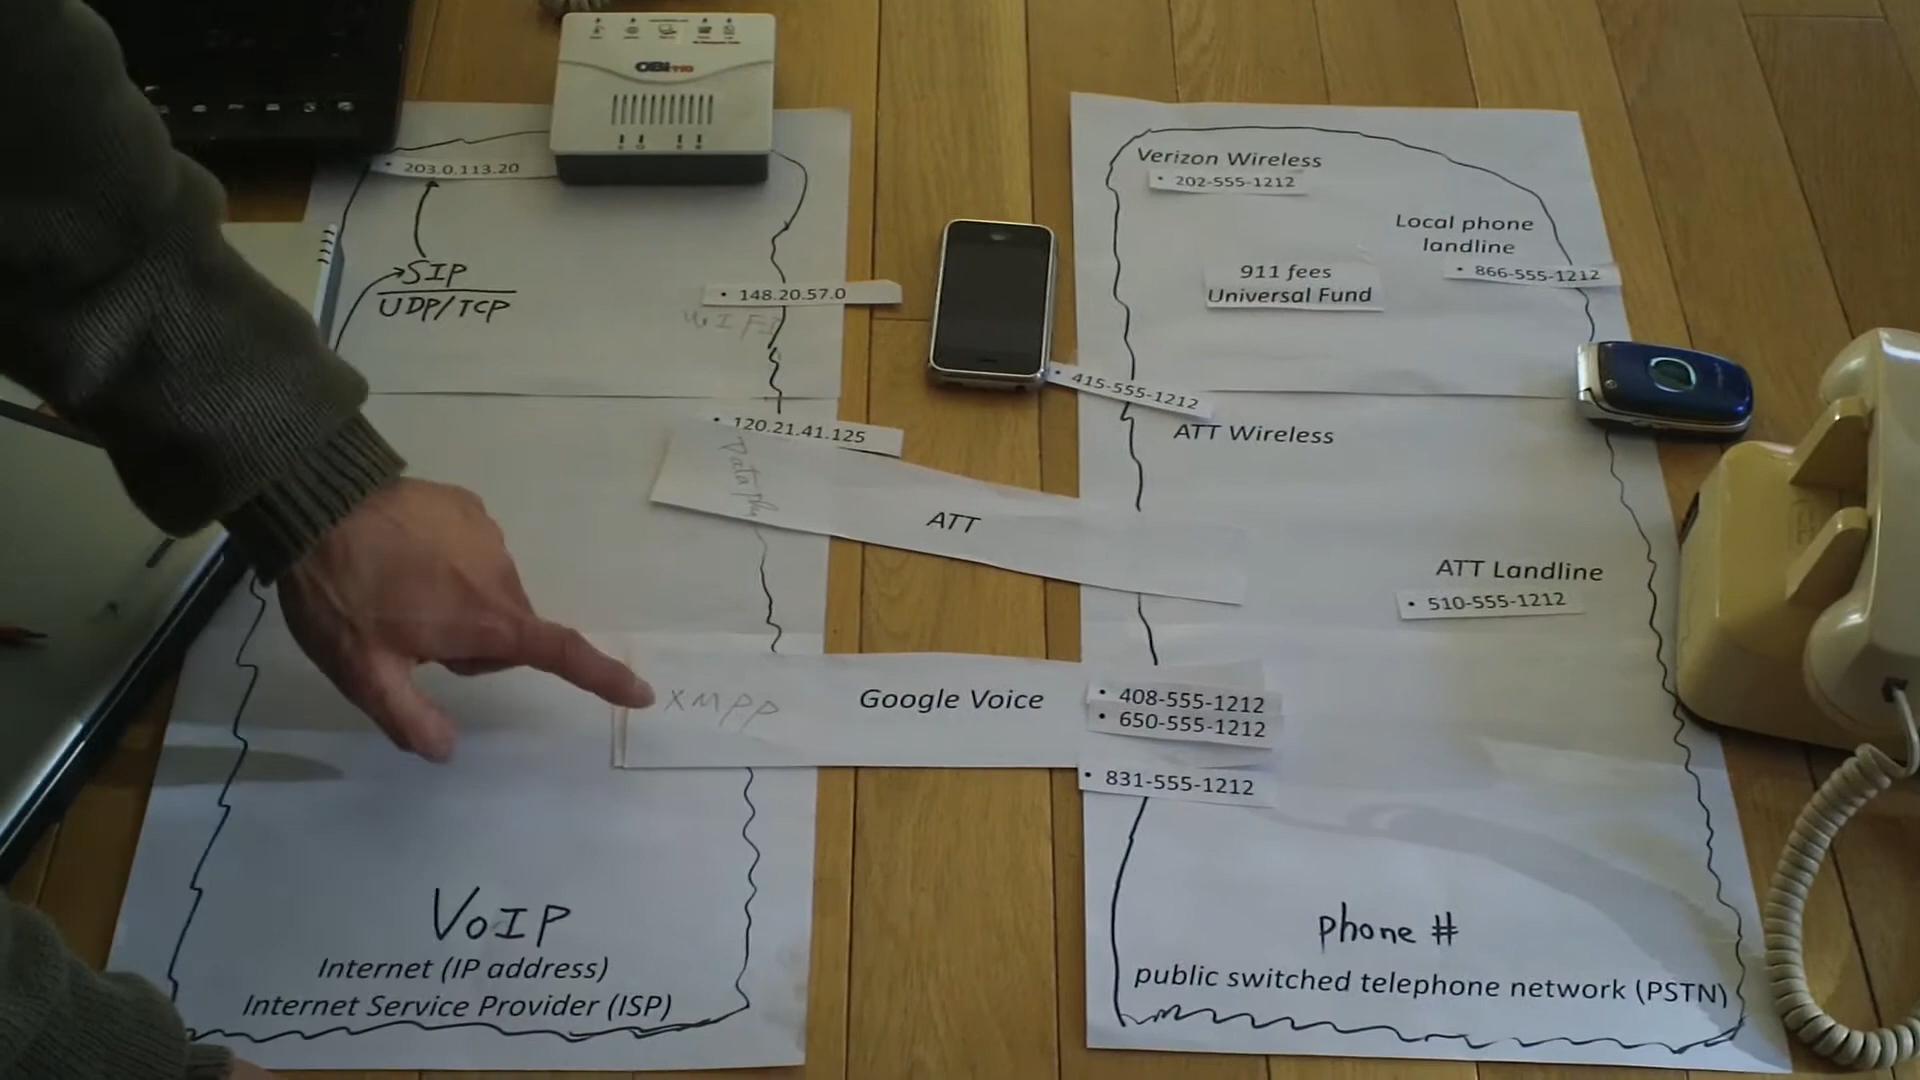 OBi110
203.0.113.20
SIP
UDP/TCP
148.20.57.0
WIFI
120.21.41.125
Data
ATT
XMPP
Google Voice
408-555-1212
650-555-1212
831-555-1212
VoIP
Internet (IP address)
Internet Service Provider (ISP)
Verizon Wireless
202-555-1212
Local phone
landline
866-555-1212
911 fees
Universal Fund
415-555-1212
ATT Wireless
ATT Landline
510-555-1212
phone #
public switched telephone network (PSTN)